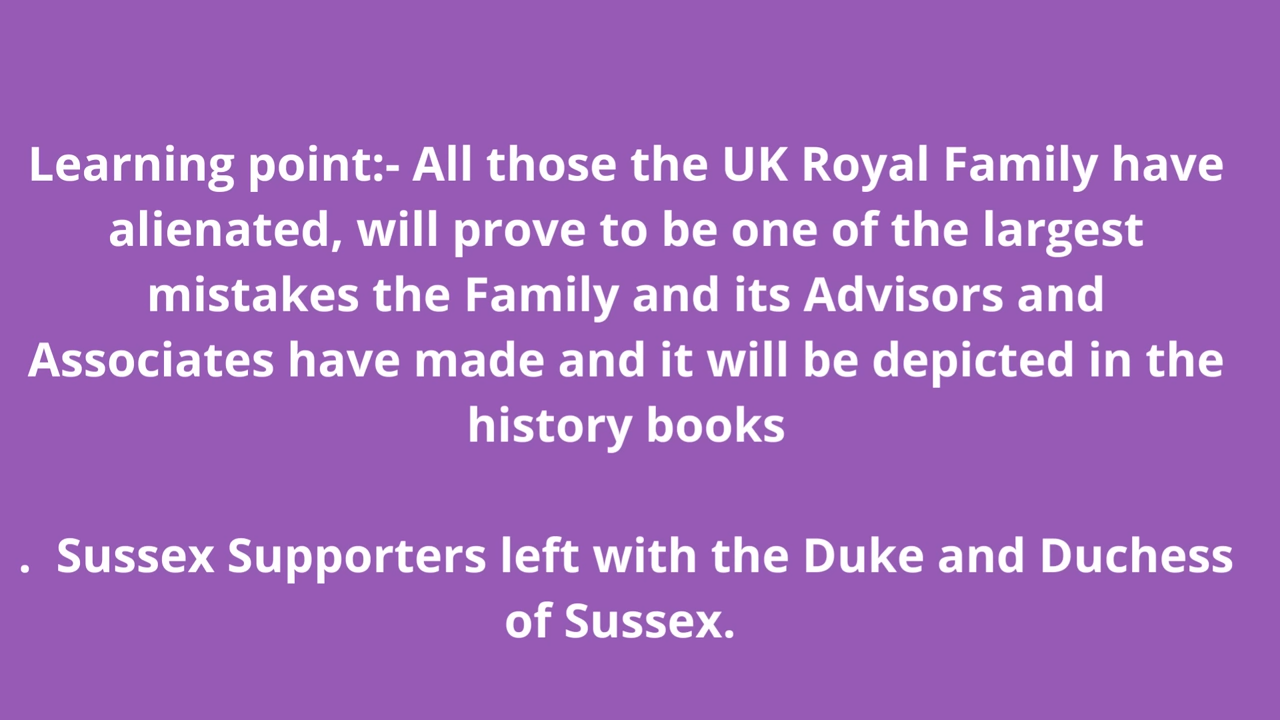 Learning point:- All those the UK Royal Family have
alienated, will prove to be one of the largest
mistakes the Family and its Advisors and
Associates have made and it will be depicted in the
history books
. Sussex Supporters left with the Duke and Duchess
of Sussex.